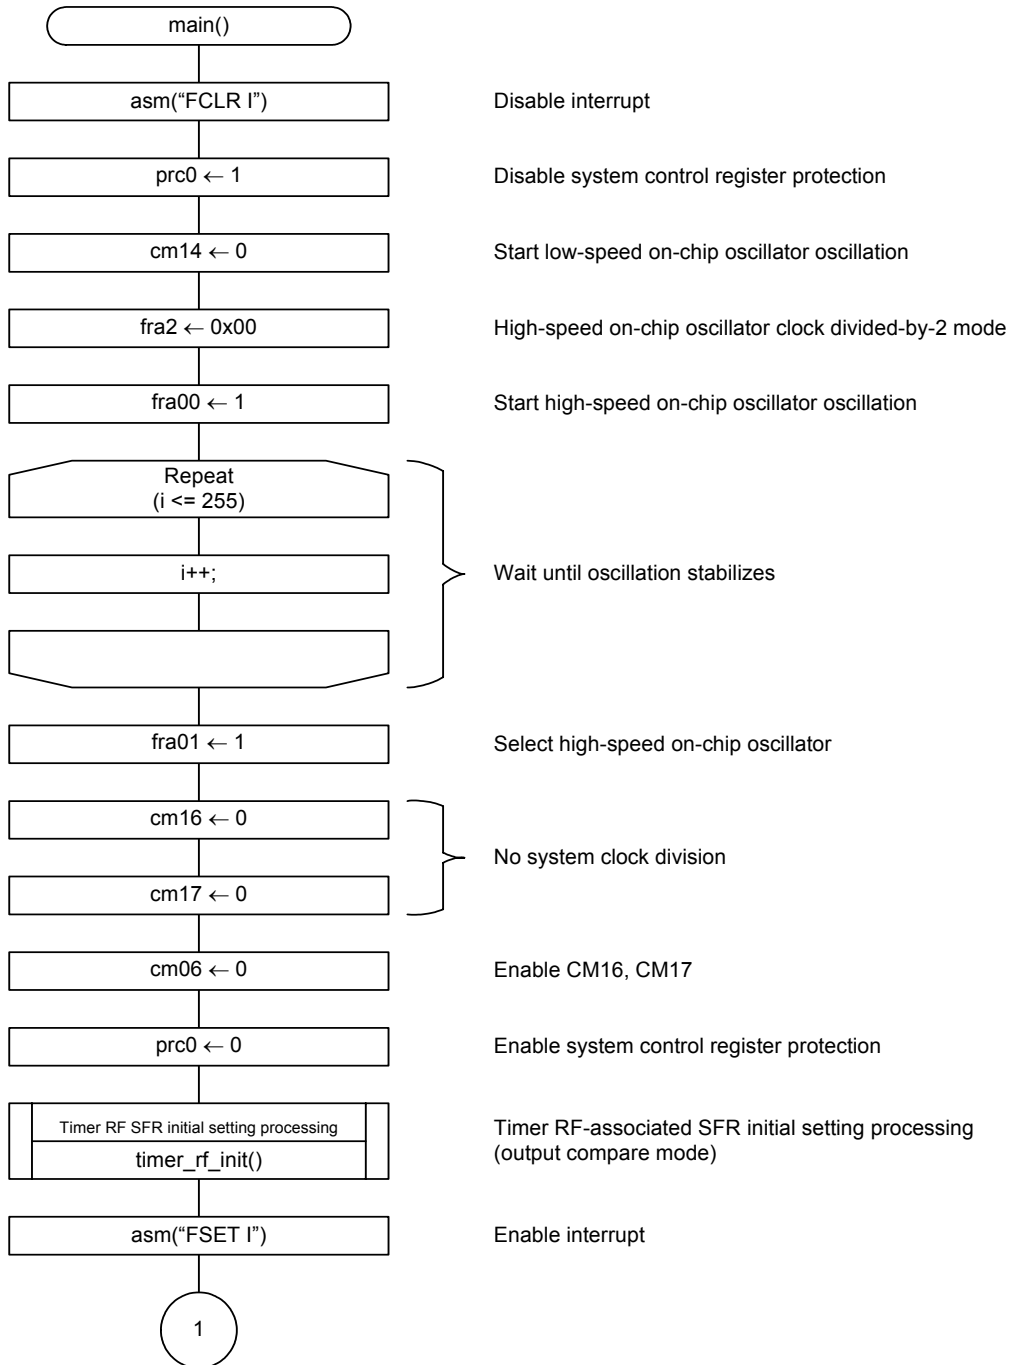 main()
asm(“FCLR I”)
Disable interrupt
prc0 ← 1
Disable system control register protection
cm14 ← 0
Start low-speed on-chip oscillator oscillation
fra2 ← 0x00
High-speed on-chip oscillator clock divided-by-2 mode
fra00 ← 1
Start high-speed on-chip oscillator oscillation
Repeat
(i <= 255)
i++;
Wait until oscillation stabilizes
fra01 ← 1
Select high-speed on-chip oscillator
cm16 ← 0
No system clock division
cm17 ← 0
cm06 ← 0
Enable CM16, CM17
prc0 ← 0
Enable system control register protection
Timer RF SFR initial setting processing
timer_rf_init()
Timer RF-associated SFR initial setting processing
(output compare mode)
asm(“FSET I”)
Enable interrupt
1